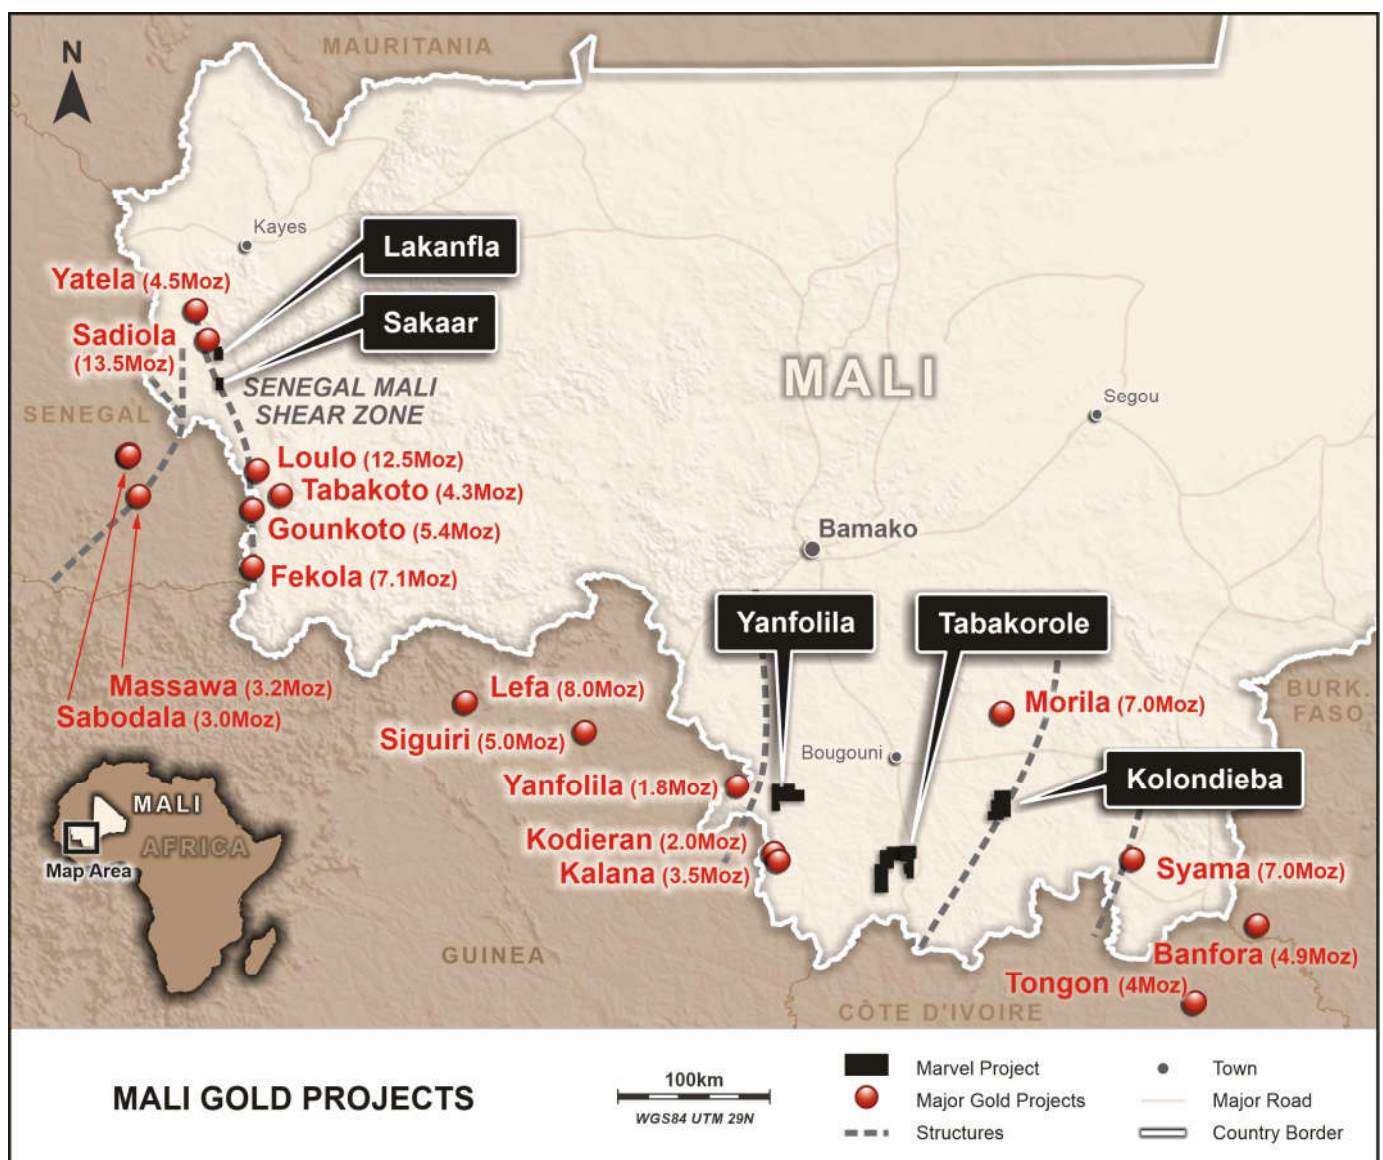 MAURITANIA
N
Kayes
Lakanfla
Yatela (4.5Moz)
Sakaar
Sadiola
(13.5Moz)
SENEGAL MALI
SHEAR ZONE
MALI
Segou
SENEGAL
Loulo (12.5Moz)
Tabakoto (4.3Moz)
Gounkoto (5.4Moz)
Bamako
Fekola (7.1Moz)
Yanfolila
Tabakorole
Massawa (3.2Moz)
Sabodala (3.0Moz)
Lefa (8.0Moz)
Siguiri (5.0Moz)
Morila (7.0Moz)
BURK.
FASO
Bougouni
Yanfolila (1.8Moz)
Kolondieba
MALI
AFRICA
Map Area
Kodieran (2.0Moz)
Kalana (3.5Moz)
Syama (7.0Moz)
GUINEA
Banfora (4.9Moz)
Tongon (4Moz)
CÔTE D'IVOIRE
MALI GOLD PROJECTS
100km
WGS84 UTM 29N
Marvel Project
Major Gold Projects
Structures
Town
Major Road
Country Border